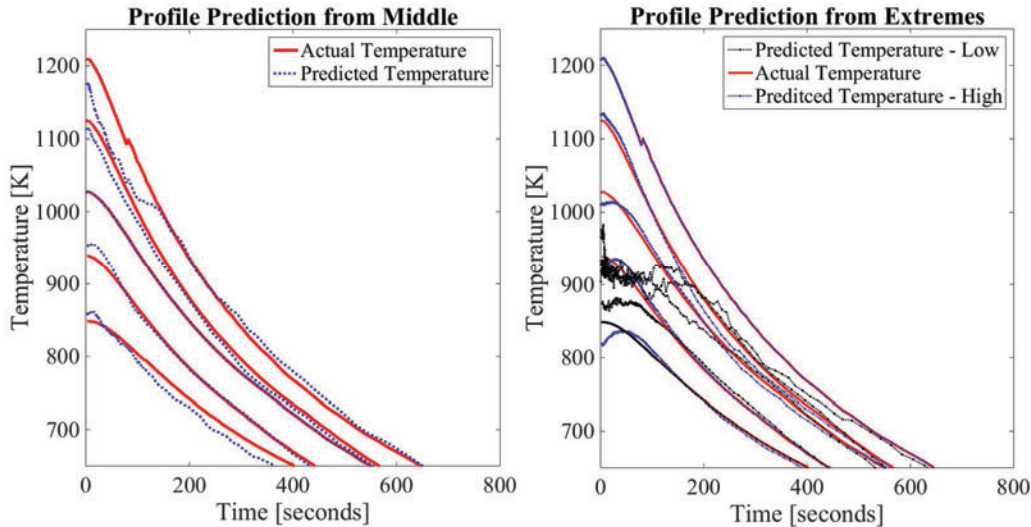 Profile Prediction from Middle
Actual Temperature
Predicted Temperature
1200
1100
1000
900
800
700
Temperature [K]
0 200 400 600 800
Time [seconds]
Profile Prediction from Extremes
Predicted Temperature - Low
Actual Temperature
Preditced Temperature - High
1200
1100
1000
900
800
700
Temperature [K]
0 200 400 600 800
Time [seconds]